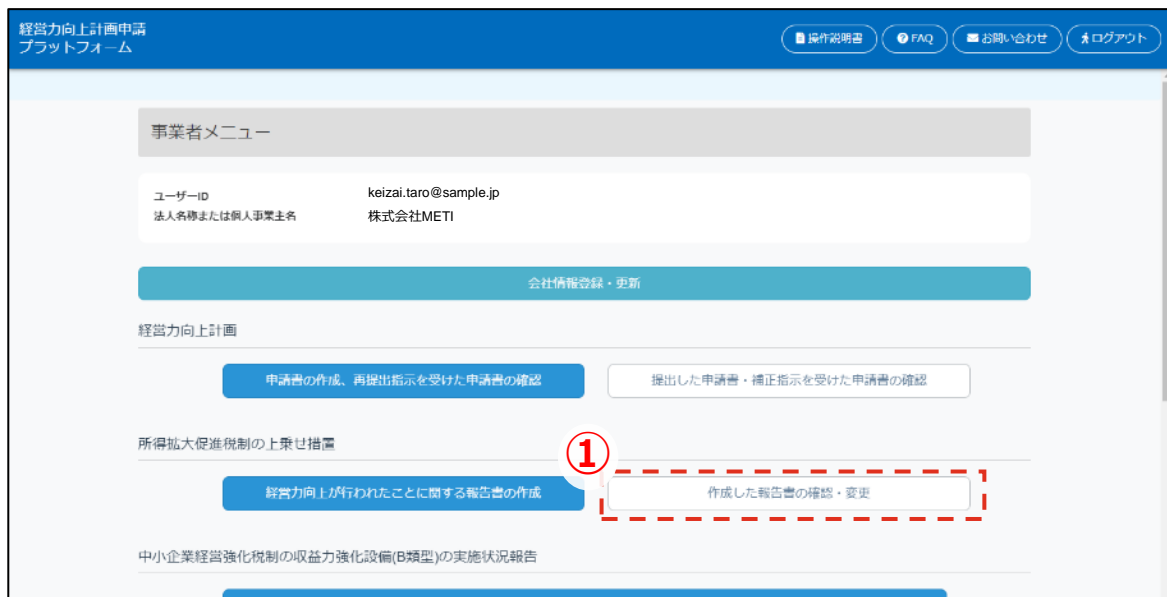 経営力向上計画申請
プラットフォーム
操作説明書
FAQ
お問い合わせ
ログアウト
事業者メニュー
ユーザーID
keizai.taro@sample.jp
法人名称または個人事業主名
株式会社METI
会社情報登録・更新
経営力向上計画
申請書の作成、再提出指示を受けた申請書の確認
提出した申請書・補正指示を受けた申請書の確認
所得拡大促進税制の上乗せ措置
①
経営力向上が行われたことに関する報告書の作成
作成した報告書の確認・変更
中小企業経営強化税制の収益力強化設備(B類型)の実施状況報告